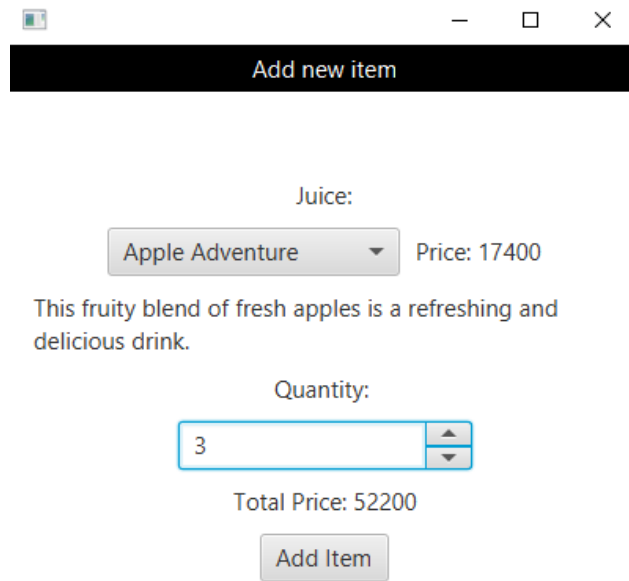 Add new item
Juice:
Apple Adventure Price: 17400
This fruity blend of fresh apples is a refreshing and
delicious drink.
Quantity:
3
Total Price: 52200
Add Item